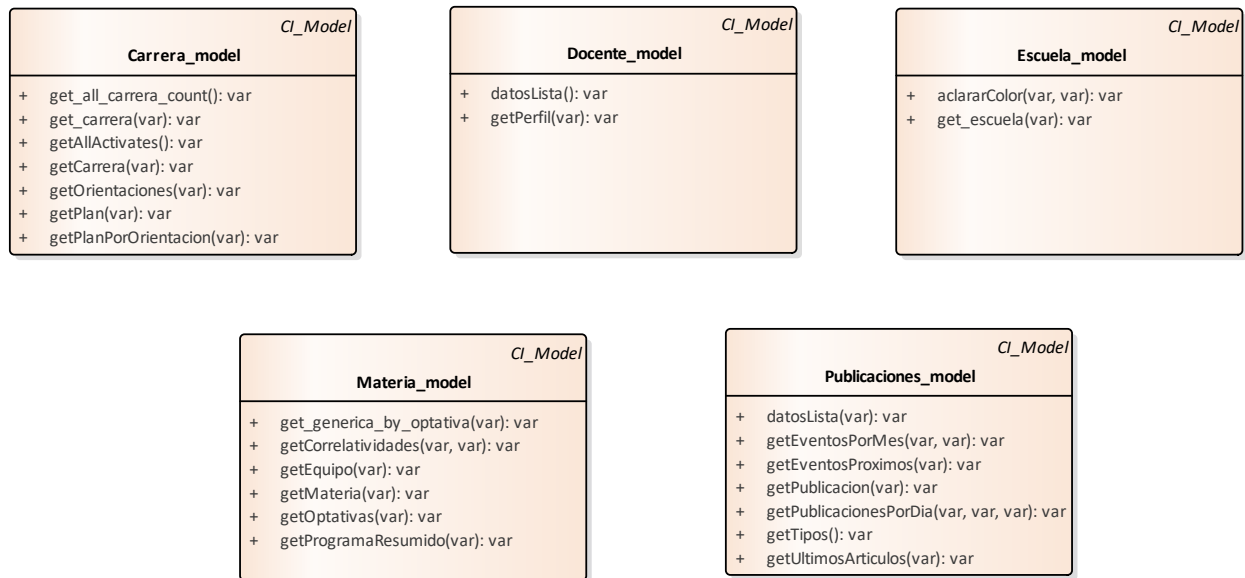 CI_Model
Carrera_model
+ get_all_carrera_count(): var
+ get_carrera(var): var
+ getAllActivates(): var
+ getCarrera(var): var
+ getOrientaciones(var): var
+ getPlan(var): var
+ getPlanPorOrientacion(var): var
CI_Model
Docente_model
+ datosLista(): var
+ getPerfil(var): var
CI_Model
Escuela_model
+ aclararColor(var, var): var
+ get_escuela(var): var
CI_Model
Materia_model
+ get_generica_by_optativa(var): var
+ getCorrelatividades(var, var): var
+ getEquipo(var): var
+ getMateria(var): var
+ getOptativas(var): var
+ getProgramaResumido(var): var
CI_Model
Publicaciones_model
+ datosLista(var): var
+ getEventosPorMes(var, var): var
+ getEventosProximos(var): var
+ getPublicacion(var): var
+ getPublicacionesPorDia(var, var, var): var
+ getTipos(): var
+ getUltimosArticulos(var): var